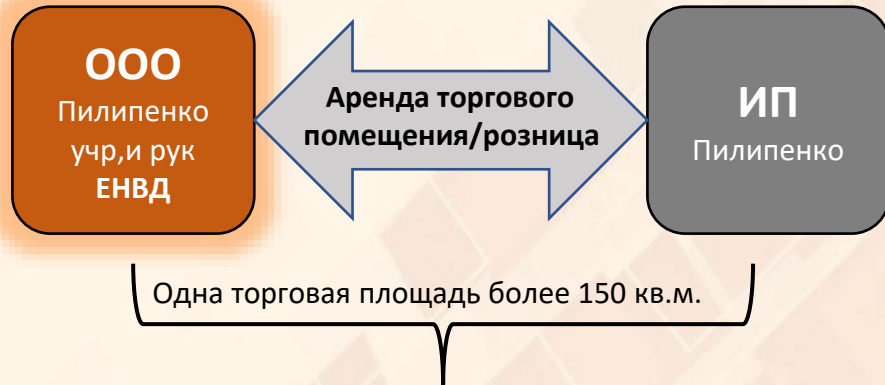 ООО
Пилипенко
учр,и рук
ЕНВД
Аренда торгового
помещения/розница
ИП
Пилипенко
Одна торговая площадь более 150 кв.м.